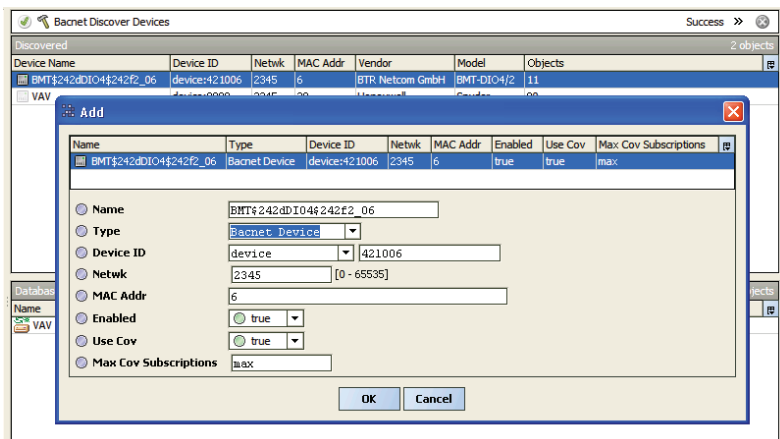 Bacnet Discover Devices Success »
Discovered 2 objects
Device Name Device ID Netwk MAC Addr Vendor Model Objects
BMT$242dDIO4$242f2_06 device:421006 2345 6 BTR Netcom GmbH BMT-DIO4/2 11
VAV
Add
Name Type Device ID Netwk MAC Addr Enabled Use Cov Max Cov Subscriptions
BMT$242dDIO4$242f2_06 Bacnet Device device:421006 2345 6 true true max
Name BMT$242dDIO4$242f2_06
Type Bacnet Device
Device ID device 421006
Netwk 2345 [0 - 65535]
MAC Addr 6
Enabled true
Use Cov true
Max Cov Subscriptions max
OK Cancel
Name
VAV